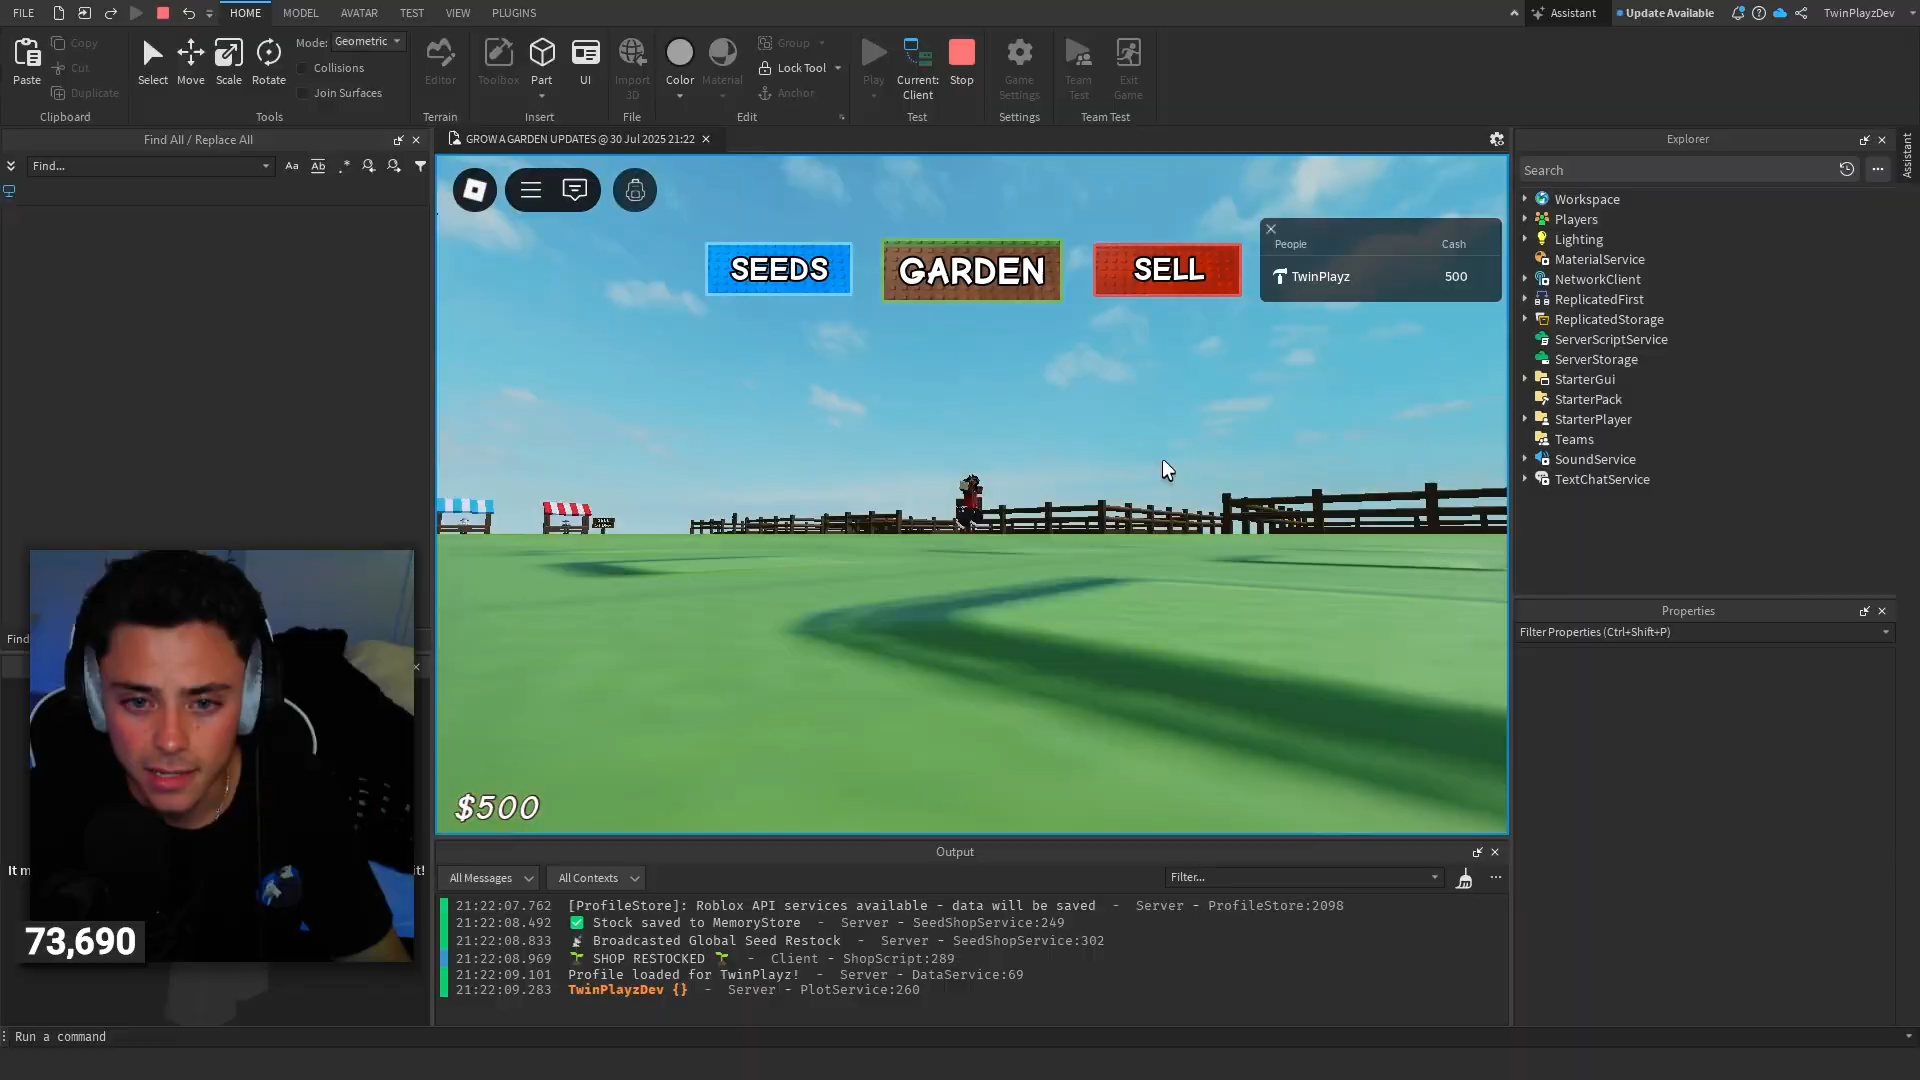 FILE HOME MODEL AVATAR TEST VIEW PLUGINS Assistant Update Available TwinPlayzDev
Paste Copy Cut Duplicate Clipboard
Select Move Scale Rotate Mode: Geometric Collisions Join Surfaces Tools
Editor Terrain
Toolbox Part UI Insert
Import 3D File
Color Material Group Lock Tool Anchor Edit
Play Current: Client Stop Test
Game Settings Settings
Team Test Exit Game Team Test
Find All / Replace All
Find... Aa Ab .*
Find
GROW A GARDEN UPDATES @ 30 Jul 2025 21:22
SEEDS GARDEN SELL
People Cash
TwinPlayz 500
$500
Explorer
Search
Workspace
Players
Lighting
MaterialService
NetworkClient
ReplicatedFirst
ReplicatedStorage
ServerScriptService
ServerStorage
StarterGui
StarterPack
StarterPlayer
Teams
SoundService
TextChatService
Properties
Filter Properties (Ctrl+Shift+P)
Assistant
Output
All Messages All Contexts Filter...
21:22:07.762 [ProfileStore]: Roblox API services available - data will be saved - Server - ProfileStore:2098
21:22:08.492 ✅ Stock saved to MemoryStore - Server - SeedShopService:249
21:22:08.833 📡 Broadcasted Global Seed Restock - Server - SeedShopService:302
21:22:08.969 🌱 SHOP RESTOCKED 🌱 - Client - ShopScript:289
21:22:09.101 Profile loaded for TwinPlayz! - Server - DataService:69
21:22:09.283 TwinPlayzDev {} - Server - PlotService:260
It m
it!
73,690
Run a command